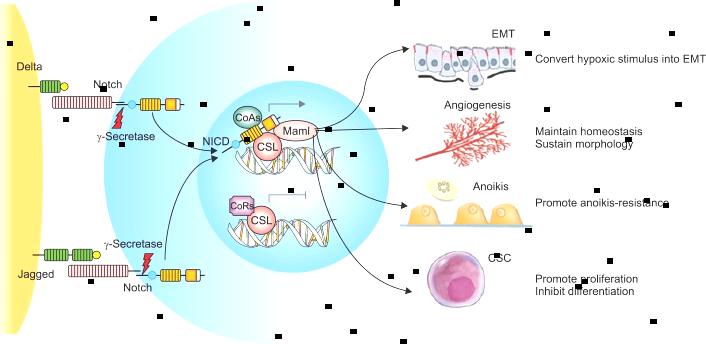 EMT
Convert hypoxic stimulus into EMT
Delta
Notch
γ-Secretase
Angiogenesis
Maintain homeostasis
Sustain morphology
CoAs
NICD
Maml
CSL
Anoikis
Promote anoikis-resistance
CoRs
CSL
γ-Secretase
Jagged
Notch
CSC
Promote proliferation
Inhibit differentiation